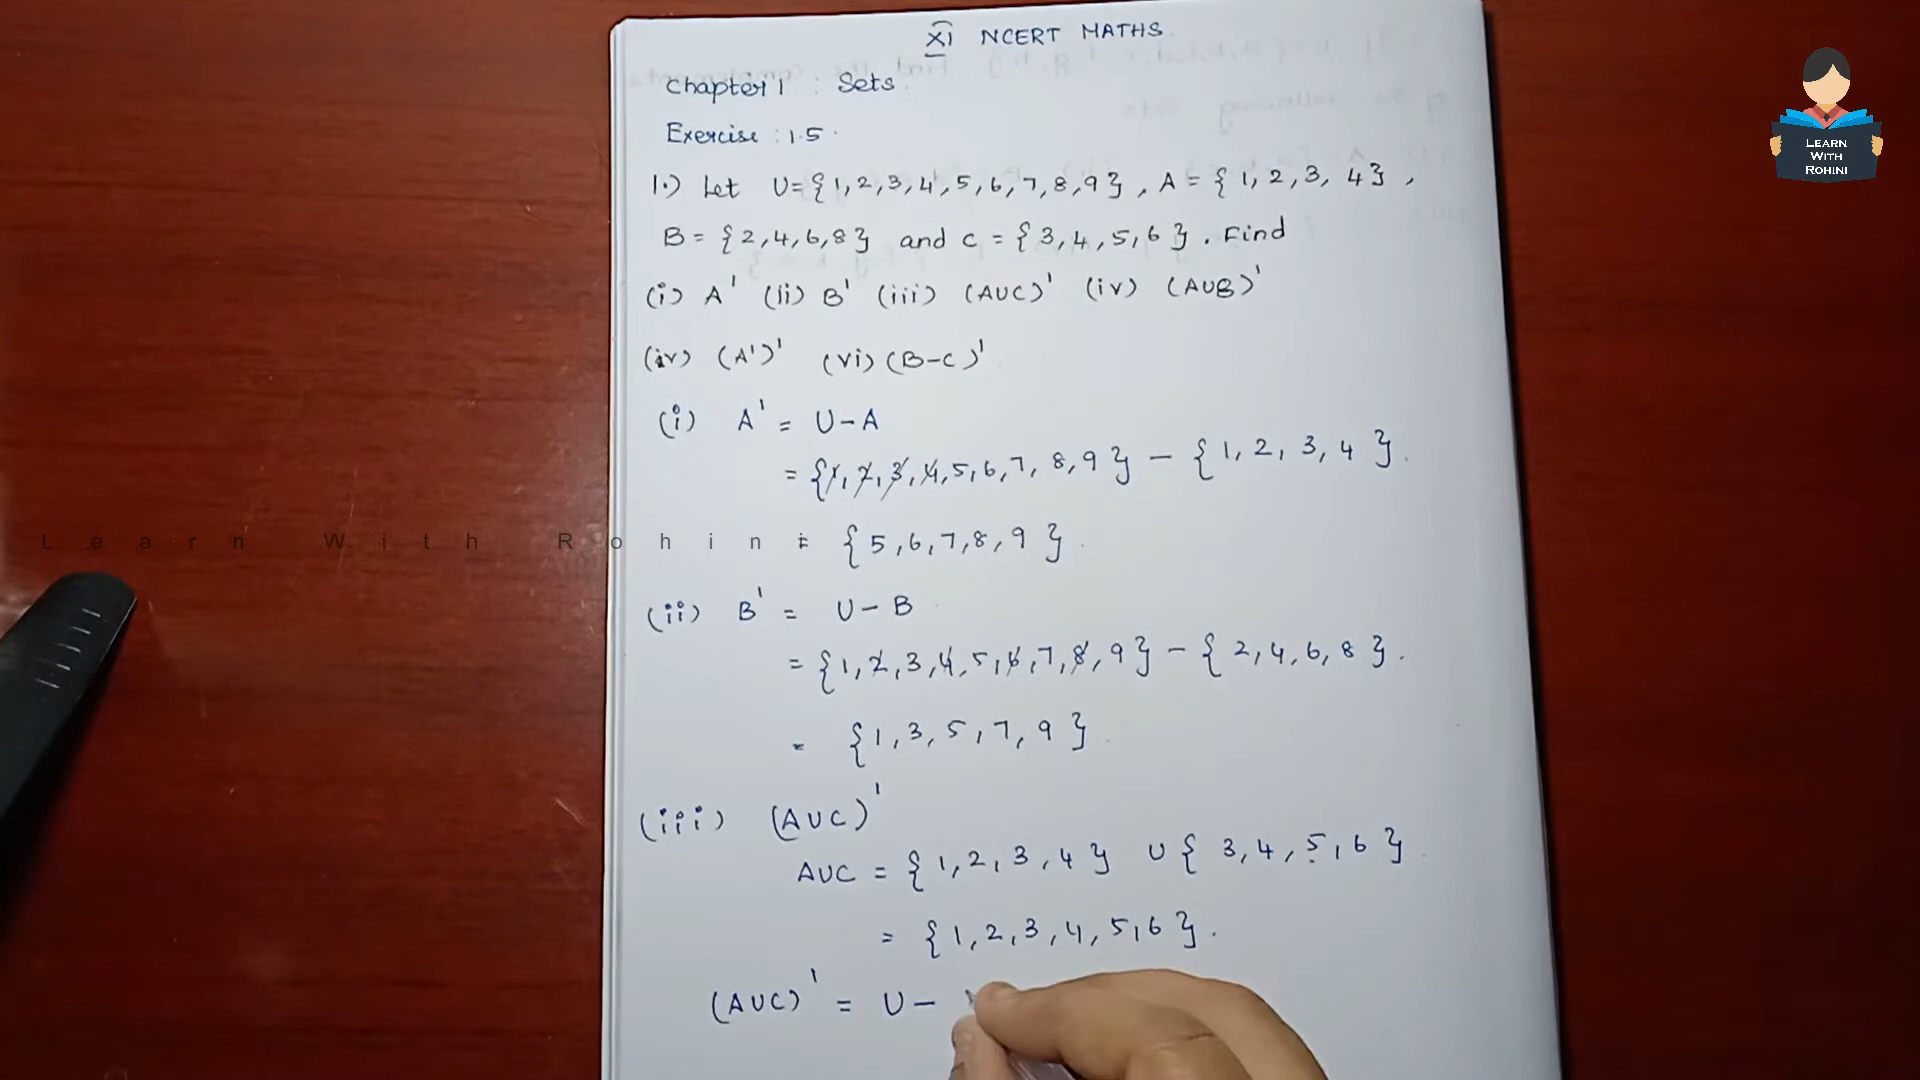 XI NCERT MATHS
Chapter 1 : Sets.
Exercise : 1.5.
1.) Let U={1,2,3,4,5,6,7,8,9}, A = {1,2,3,4},
B = {2,4,6,8} and C = {3,4,5,6}. Find
(i) A' (ii) B' (iii) (AUC)' (iv) (AUB)'
(iv) (A')' (vi) (B-C)'
(i) A' = U-A
= {1,2,3,4,5,6,7,8,9} - {1,2,3,4}.
= {5,6,7,8,9}.
(ii) B' = U-B
= {1,2,3,4,5,6,7,8,9} - {2,4,6,8}.
= {1,3,5,7,9}.
(iii) (AUC)'
AUC = {1,2,3,4} U {3,4,5,6}.
= {1,2,3,4,5,6}.
(AUC)' = U-
LEARN
WITH
ROHINI
Learn With Rohini